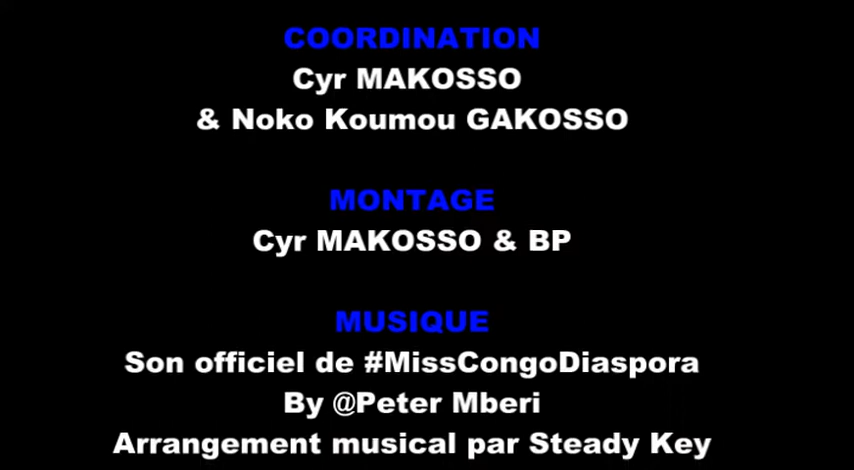 COORDINATION
Cyr MAKOSSO
& Noko Koumou GAKOSSO
MONTAGE
Cyr MAKOSSO & BP
MUSIQUE
Son officiel de #MissCongoDiaspora
By @Peter Mberi
Arrangement musical par Steady Key